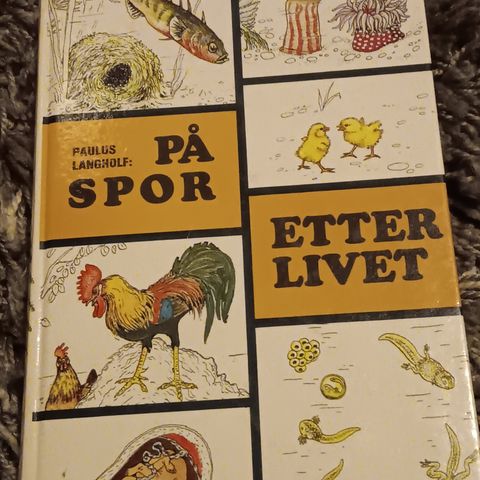 PAULUS
LANGHOLF:
PÅ
SPOR
ETTER
LIVET